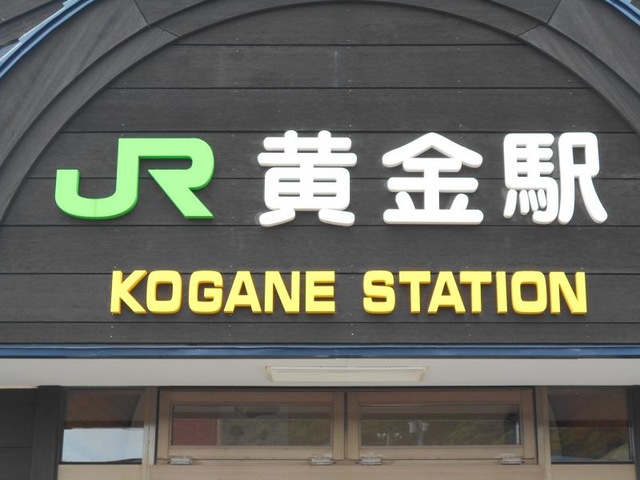 JR 黄金駅
KOGANE STATION